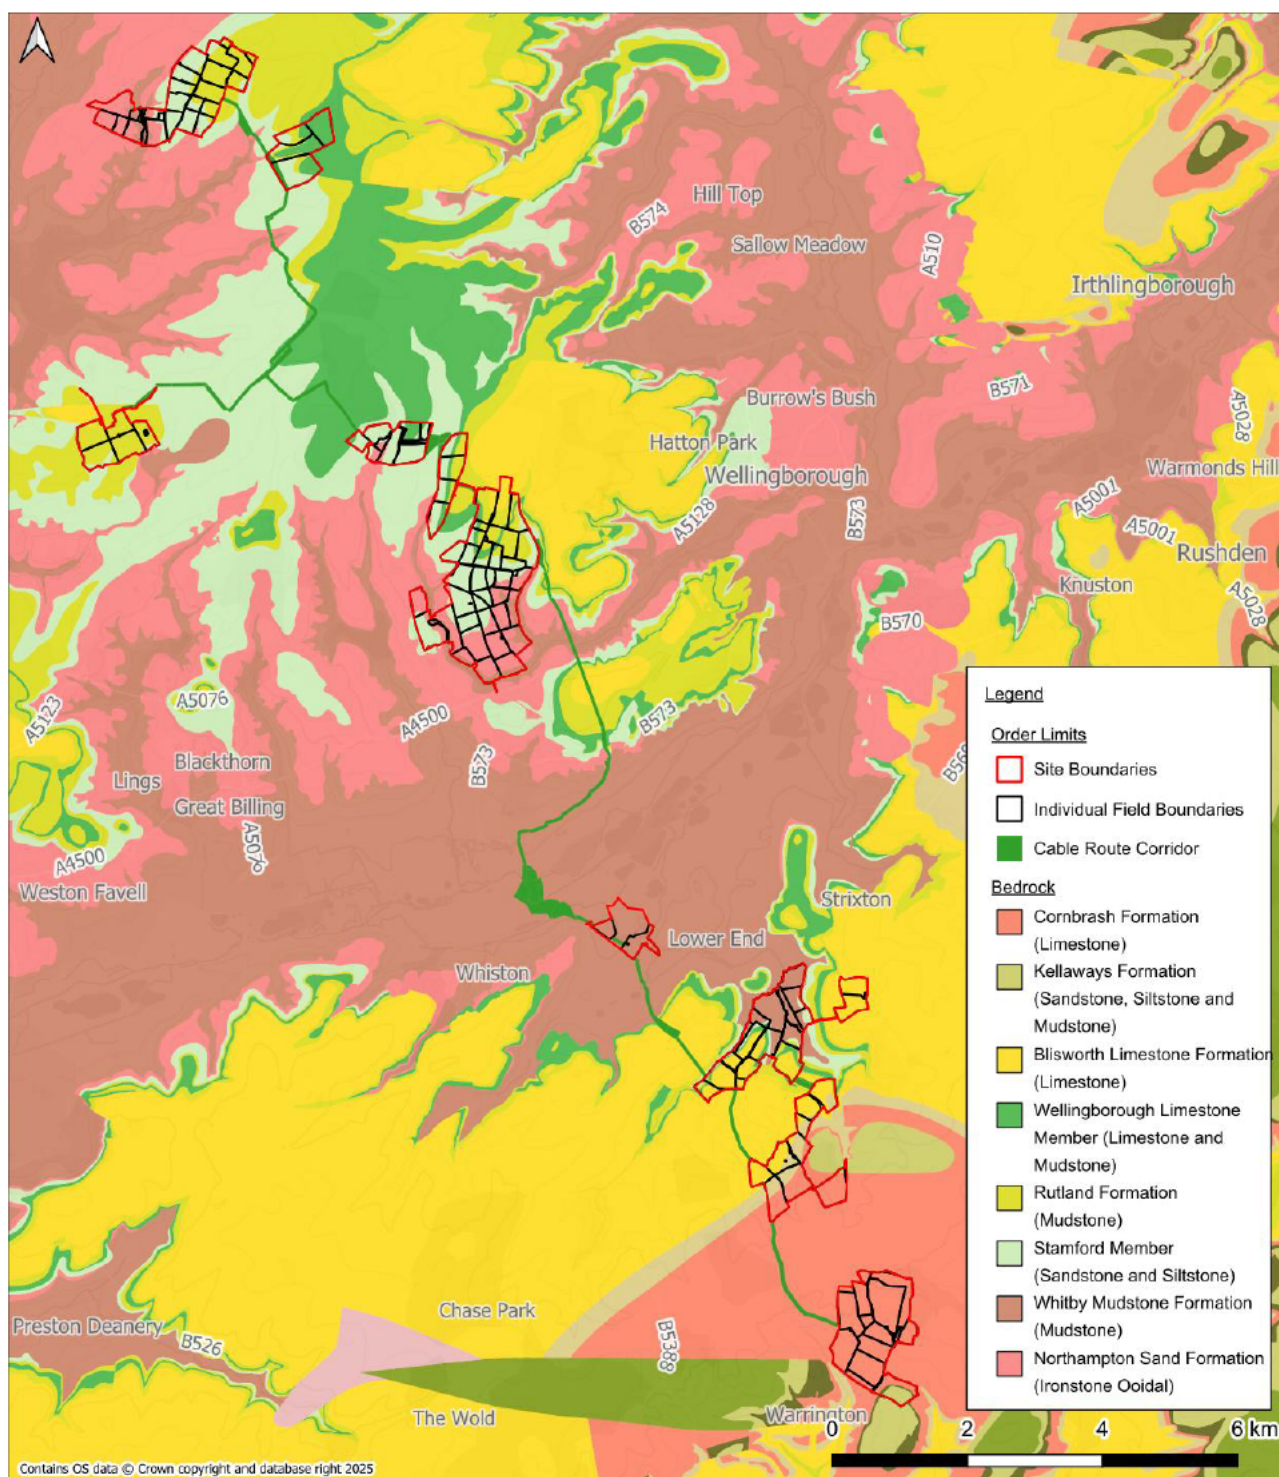 Hill Top
B574
Sallow Meadow
A510
Irthlingborough
B571
Burrow's Bush
A5028
Hatton Park
Wellingborough
Warmonds Hill
A5001
A5128
B573
A5001
Rushden
Knuston
A5028
B570
A5076
A5123
A4500
B573
B573
Blackthorn
Lings
Great Billing
A5076
A4500
Weston Favell
Strixton
Lower End
Whiston
Chase Park
Preston Deanery
B526
B5388
The Wold
Warrington
Legend
Order Limits
Site Boundaries
Individual Field Boundaries
Cable Route Corridor
Bedrock
Cornbrash Formation
(Limestone)
Kellaways Formation
(Sandstone, Siltstone and
Mudstone)
Blisworth Limestone Formation
(Limestone)
Wellingborough Limestone
Member (Limestone and
Mudstone)
Rutland Formation
(Mudstone)
Stamford Member
(Sandstone and Siltstone)
Whitby Mudstone Formation
(Mudstone)
Northampton Sand Formation
(Ironstone Ooidal)
0 2 4 6 km
Contains OS data © Crown copyright and database right 2025